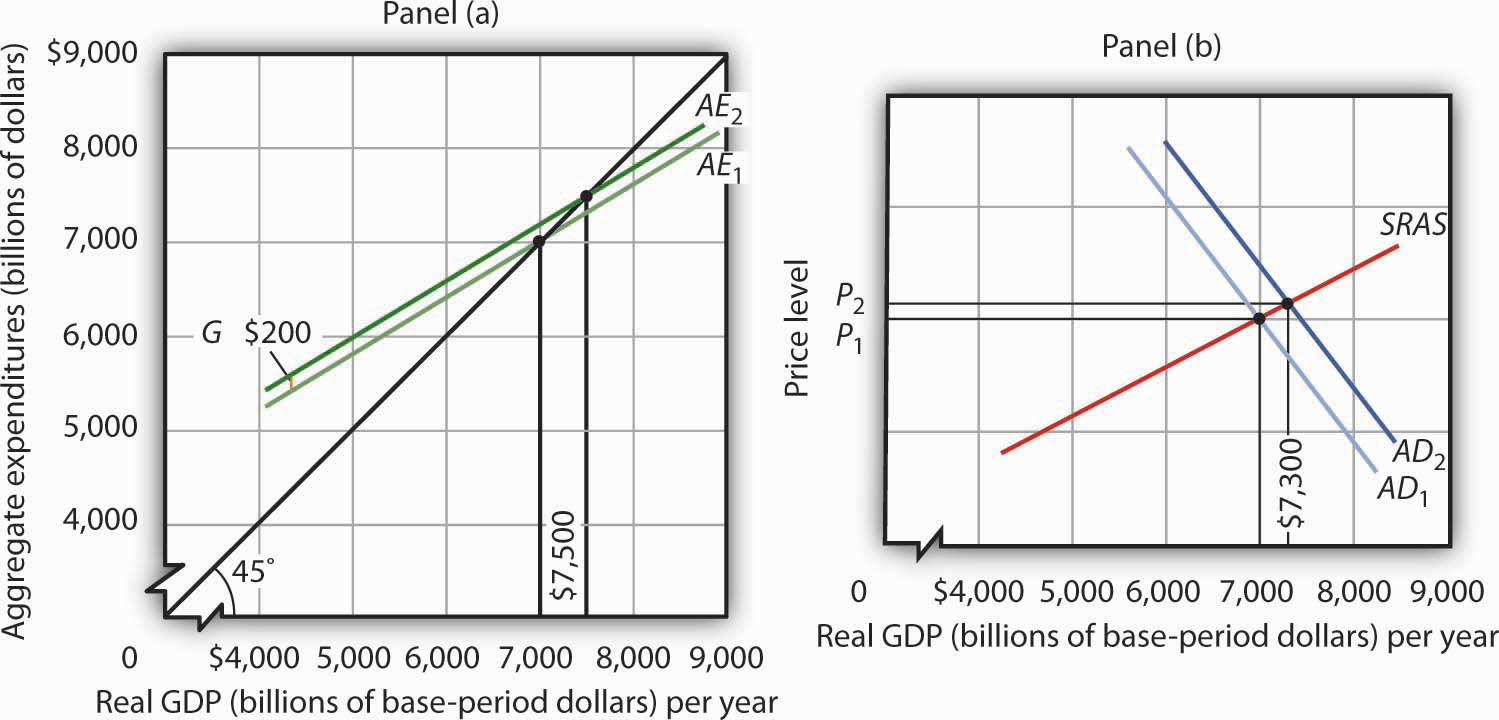 Panel (a)
Aggregate expenditures (billions of dollars)
$9,000
8,000
7,000
6,000
5,000
4,000
AE2
AE1
G $200
$7,500
45°
0 $4,000 5,000 6,000 7,000 8,000 9,000
Real GDP (billions of base-period dollars) per year
Panel (b)
Price level
P2
P1
SRAS
AD2
AD1
$7,300
0 $4,000 5,000 6,000 7,000 8,000 9,000
Real GDP (billions of base-period dollars) per year